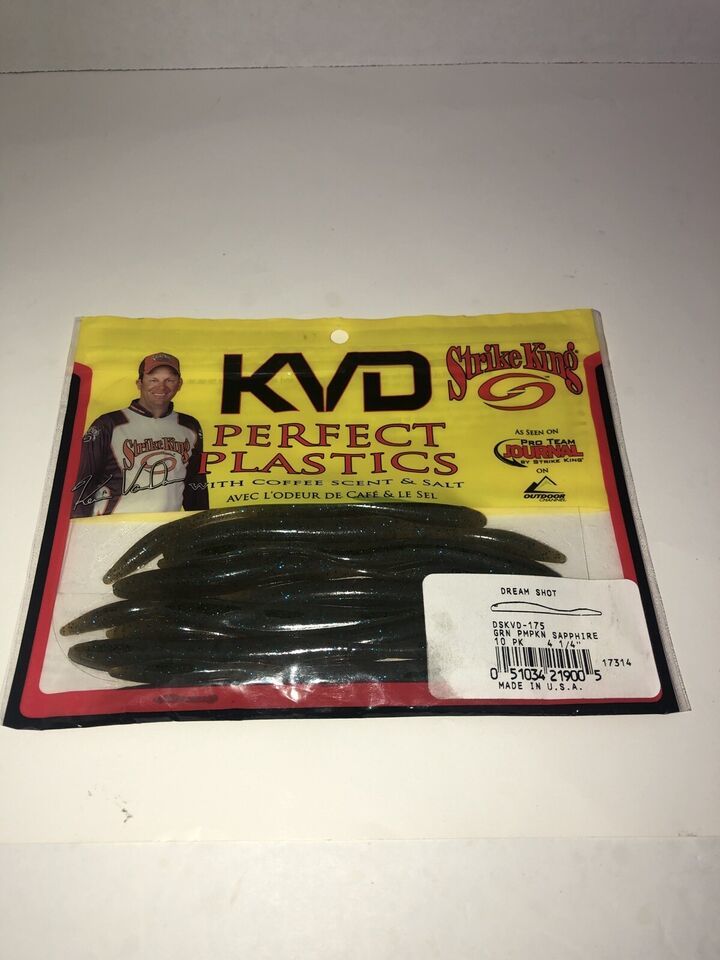 KVD
PERFECT
PLASTICS
WITH COFFEE SCENT & SALT
AVEC L'ODEUR DE CAFÉ & LE SEL
Strike King
AS SEEN ON
PRO TEAM
JOURNAL
BY STRIKE KING
ON
OUTDOOR
CHANNEL
Strike King
DREAM SHOT
DSKVD-175
GRN PMPKN SAPPHIRE
10 PK 4 1/4"
17314
0 51034 21900 5
MADE IN U.S.A.